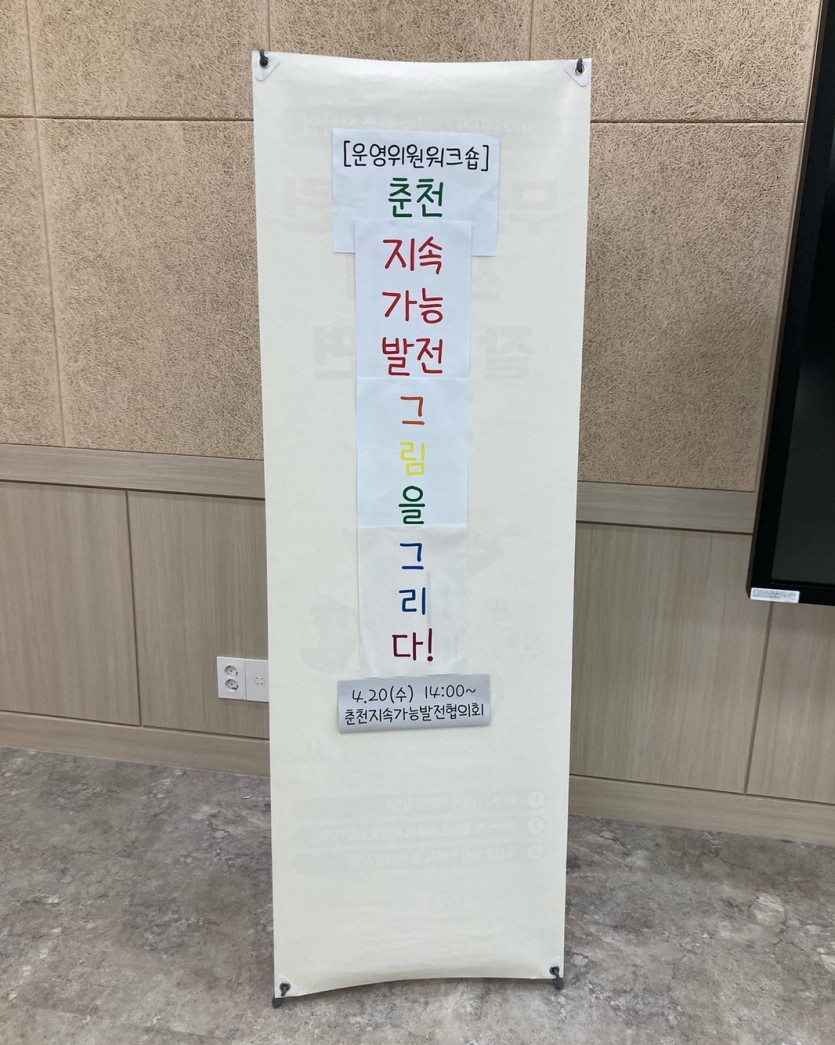 [운영위원워크숍]
춘천
지속
가능
발전
그
림
을
그
리
다!
4.20(수) 14:00~
춘천지속가능발전협의회